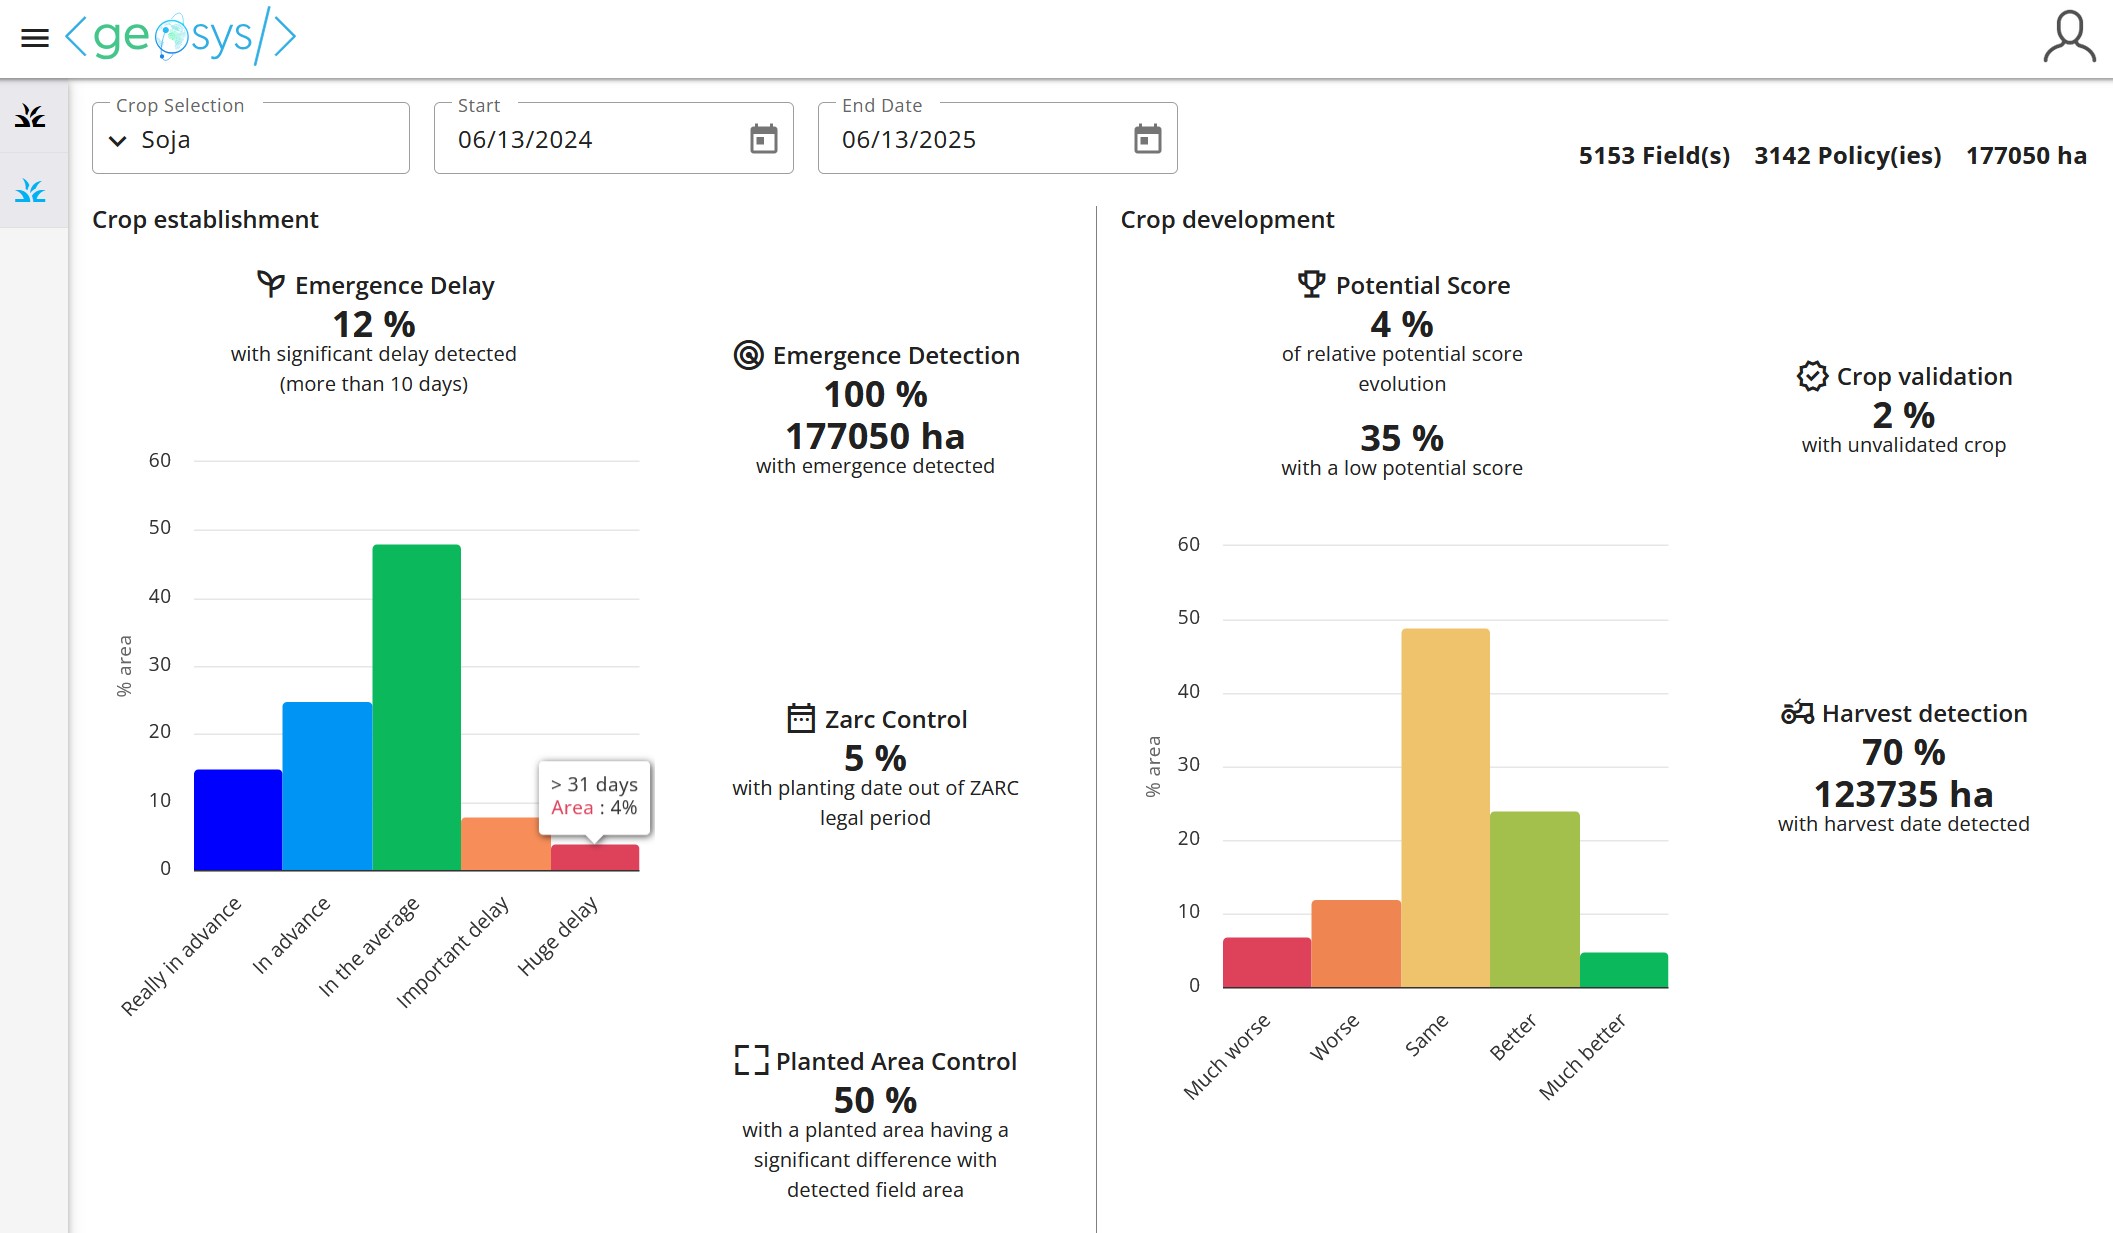 <geosys/>
Crop Selection
Soja
Start
06/13/2024
End Date
06/13/2025
5153 Field(s) 3142 Policy(ies) 177050 ha
Crop establishment
Emergence Delay
12 %
with significant delay detected
(more than 10 days)
60
50
40
30
20
10
0
% area
> 31 days
Area : 4%
Really in advance
In advance
In the average
Important delay
Huge delay
Emergence Detection
100 %
177050 ha
with emergence detected
Zarc Control
5 %
with planting date out of ZARC
legal period
Planted Area Control
50 %
with a planted area having a
significant difference with
detected field area
Crop development
Potential Score
4 %
of relative potential score
evolution
35 %
with a low potential score
60
50
40
30
20
10
0
% area
Much worse
Worse
Same
Better
Much better
Crop validation
2 %
with unvalidated crop
Harvest detection
70 %
123735 ha
with harvest date detected